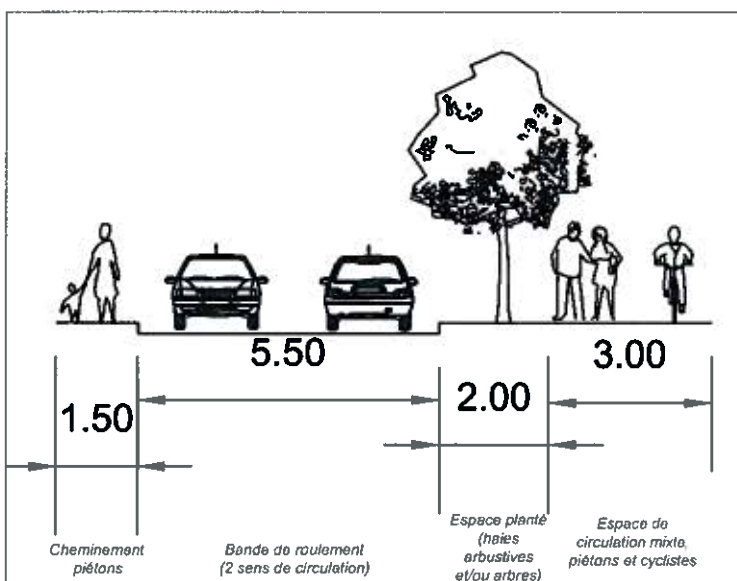 5.50
3.00
1.50
2.00
Cheminement
piétons
Bande de roulement
(2 sens de circulation)
Espace planté
(haies
arbustives
et/ou arbres)
Espace de
circulation mixte,
piétons et cyclistes